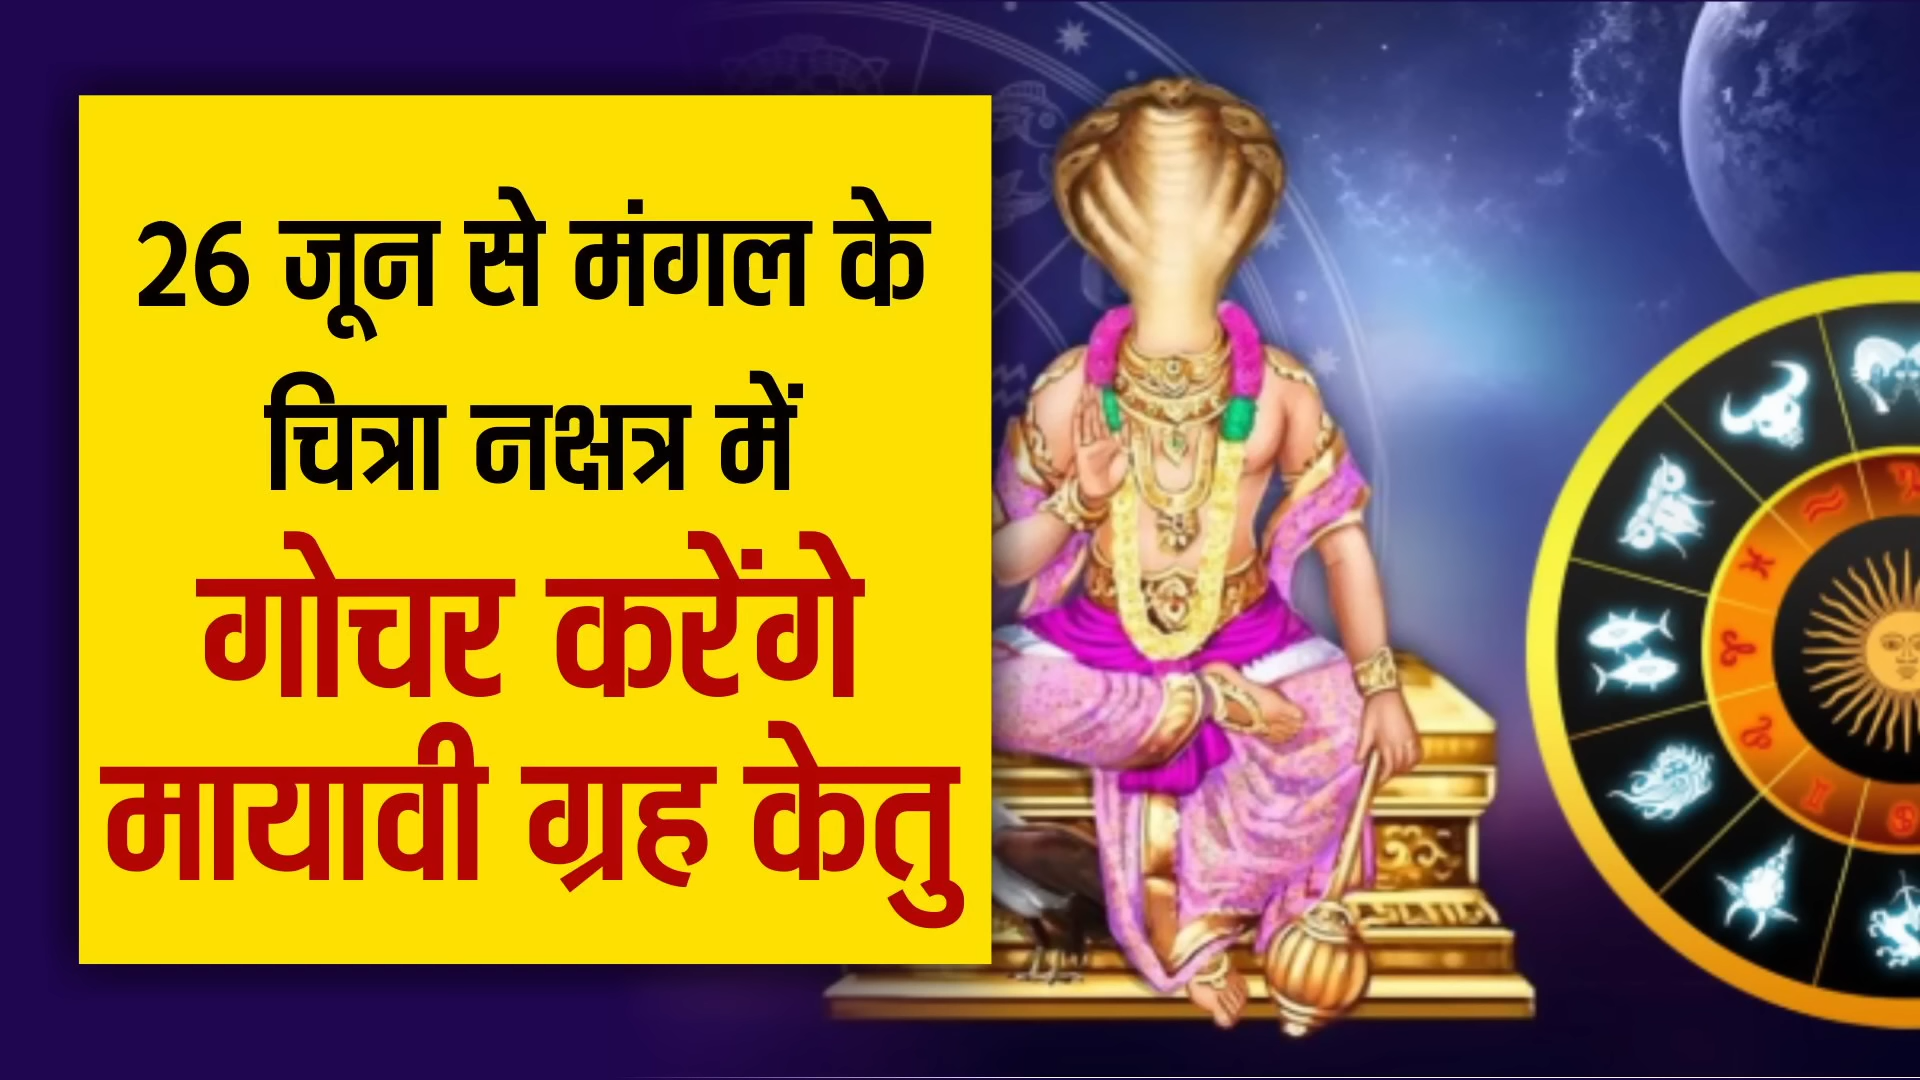 26 जून से मंगल के
चित्रा नक्षत्र में
गोचर करेंगे
मायावी ग्रह केतु